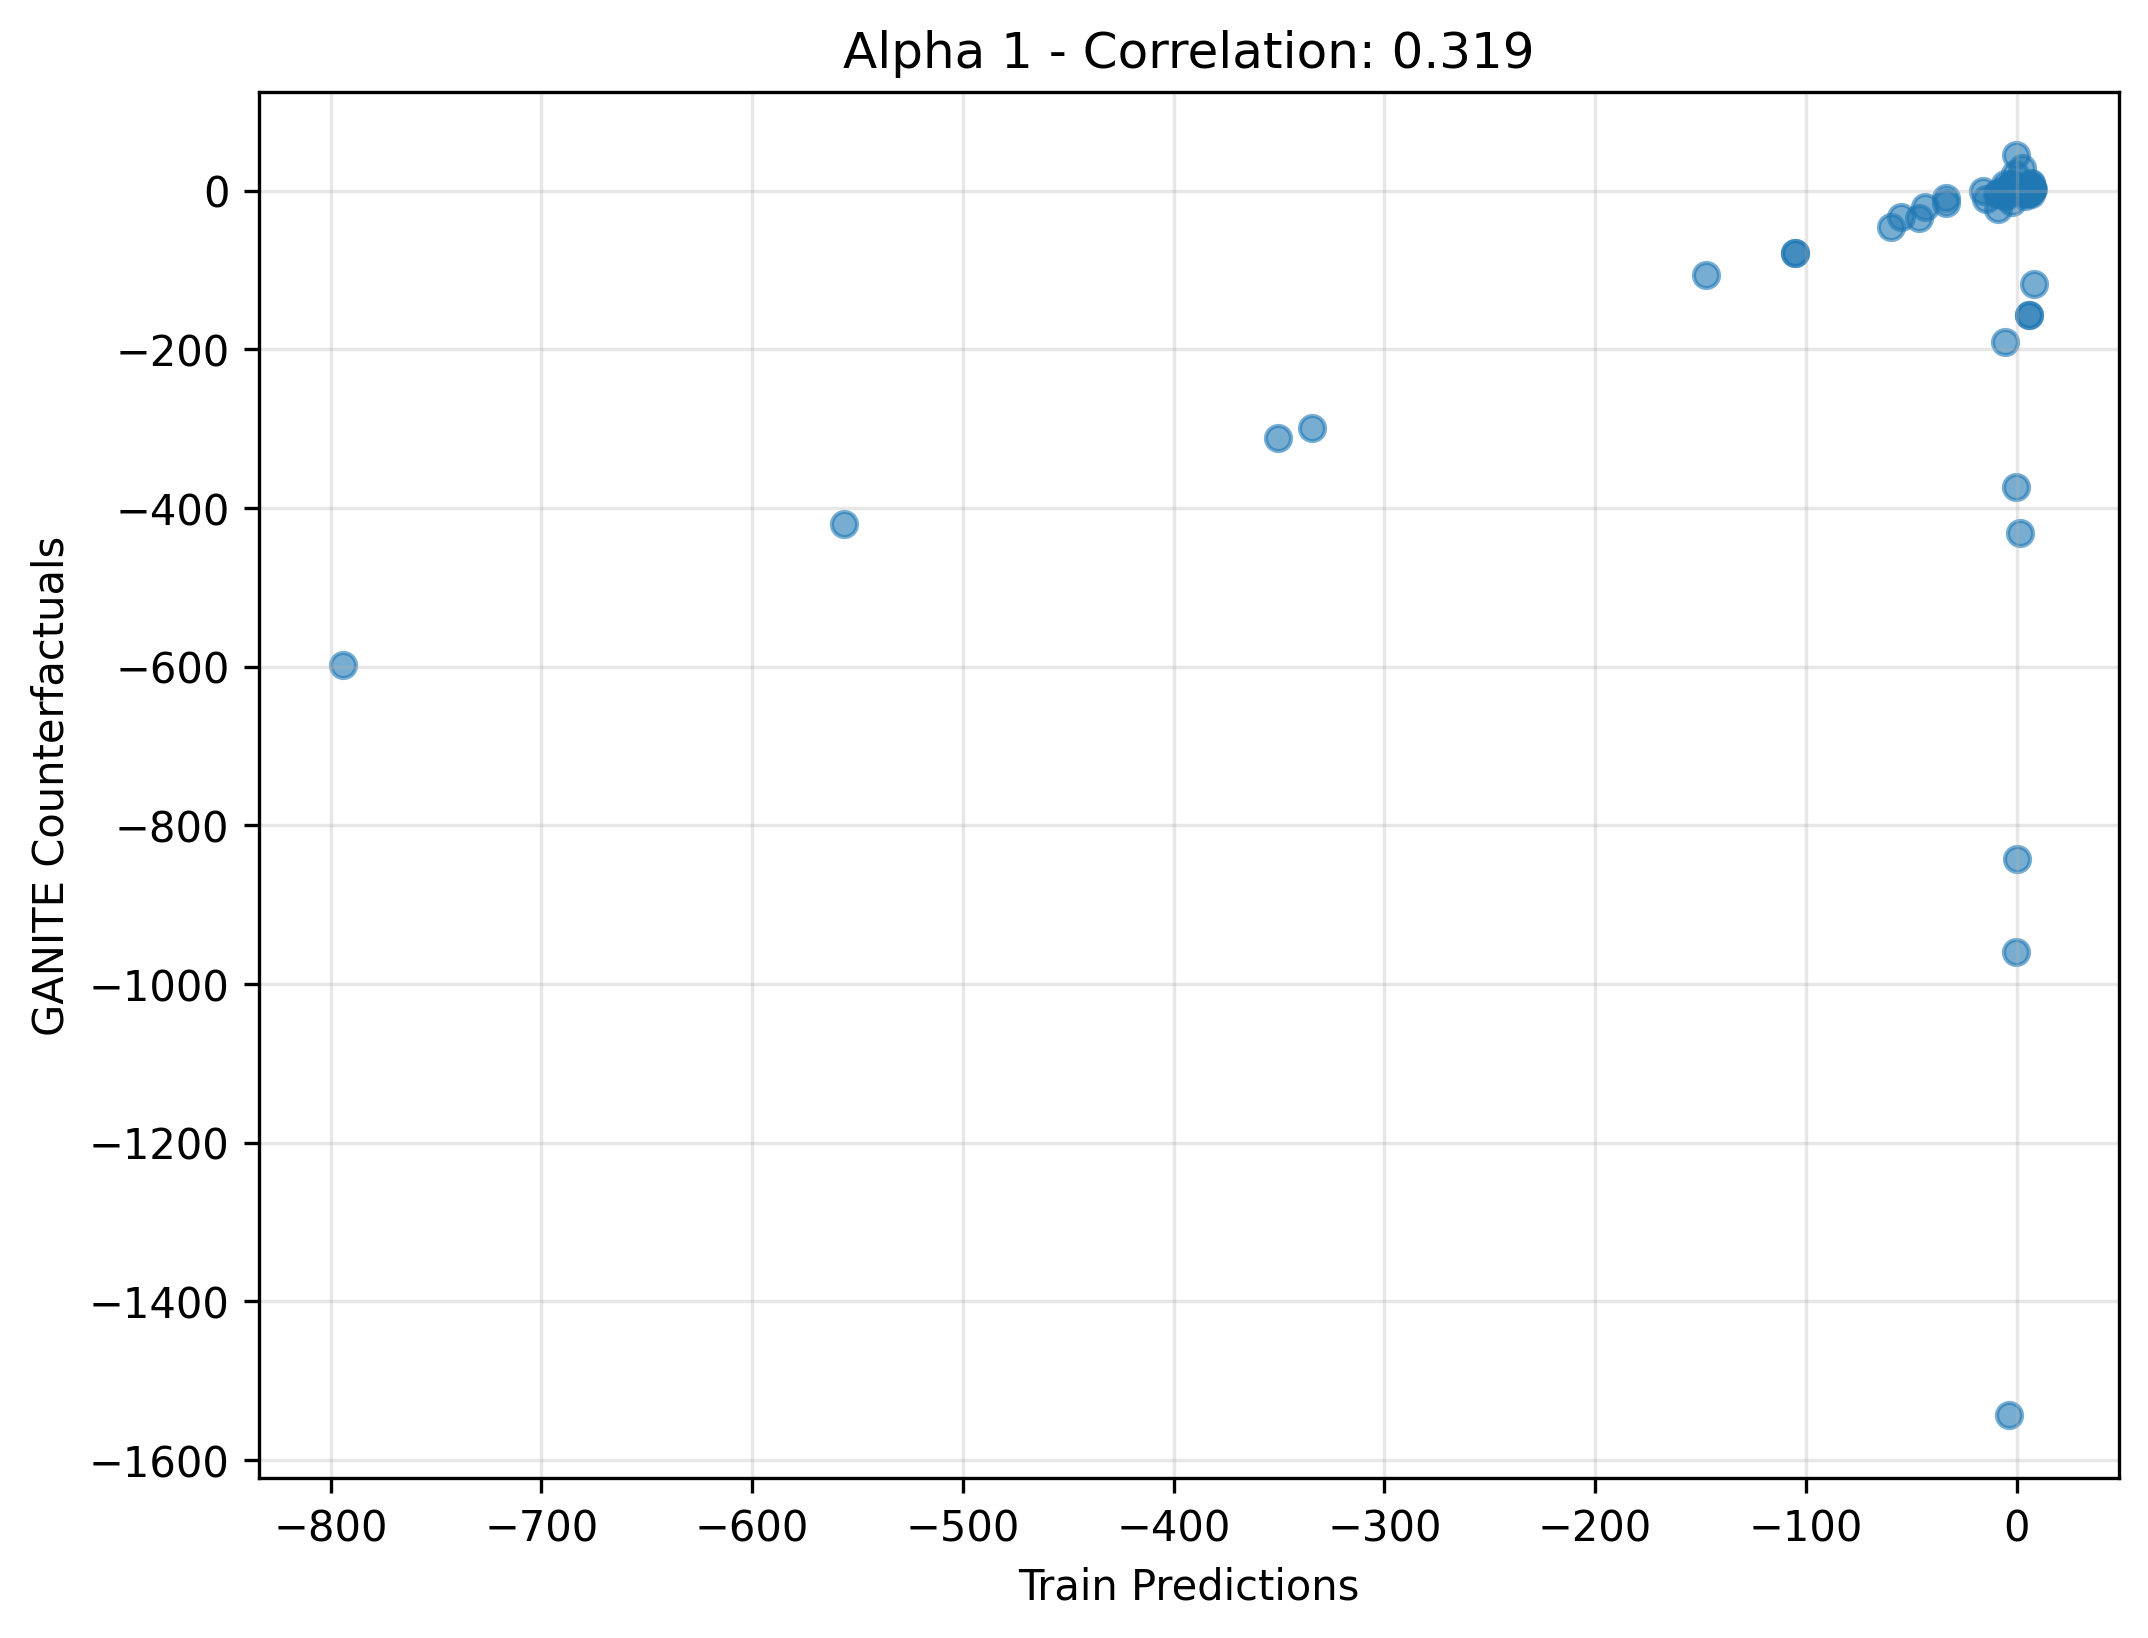 Alpha 1 - Correlation: 0.319
0
−200
−400
−600
−800
−1000
−1200
−1400
−1600
GANITE Counterfactuals
−800 −700 −600 −500 −400 −300 −200 −100 0
Train Predictions